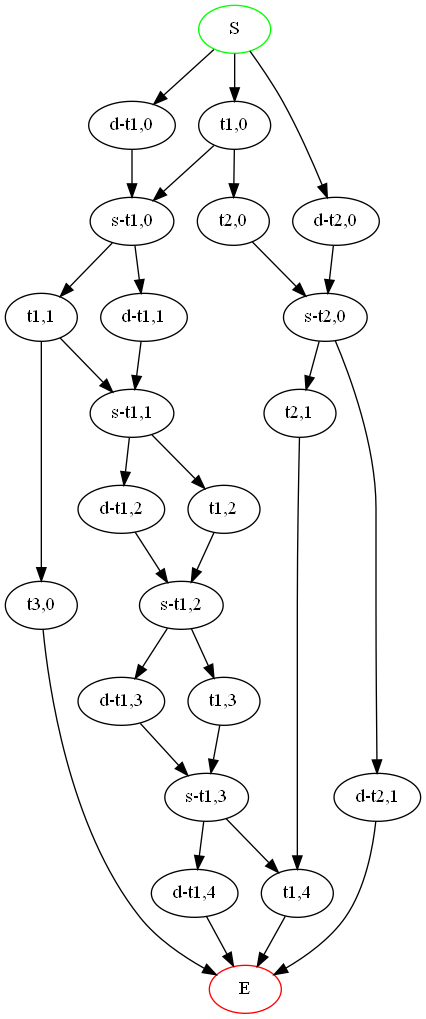 S
d-t1,0
t1,0
s-t1,0
t2,0
d-t2,0
t1,1
d-t1,1
s-t2,0
s-t1,1
t2,1
d-t1,2
t1,2
t3,0
s-t1,2
d-t1,3
t1,3
s-t1,3
d-t2,1
d-t1,4
t1,4
E